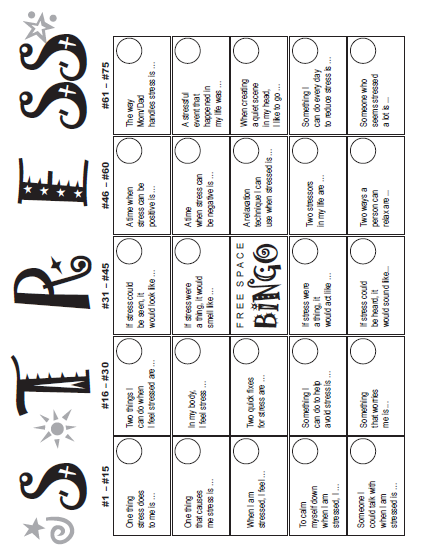 S T R E SS
#1 – #15 #16 – #30 #31 – #45 #46 – #60 #61 – #75
One thing
stress does
to me is ...
Two things I
can do when
I feel stressed are ...
If stress could
be seen, it
would look like ...
A time when
stress can be
positive is ...
The way
Mom/Dad
handles stress is ...
One thing
that causes
me stress is ...
In my body,
I feel stress ...
If stress were
a thing, it would
smell like ...
A time
when stress can
be negative is ...
A stressful
event that
happened in
my life was ...
When I am
stressed, I feel ...
Two quick fixes
for stress are ...
FREE SPACE
BINGO
A relaxation
technique I can
use when stressed is ...
When creating
a quiet scene
in my head,
I like to go ...
To calm
myself down
when I am
stressed, I ...
Something I
can do to help
avoid stress is ...
If stress were
a thing, it
would act like ...
Two stressors
in my life are ...
Something I
can do every day
to reduce stress is ...
Someone I
could talk with
when I am
stressed is ...
Something
that worries
me is ...
If stress could
be heard, it
would sound like...
Two ways a
person can
relax are ...
Someone who
seems stressed
a lot is ...